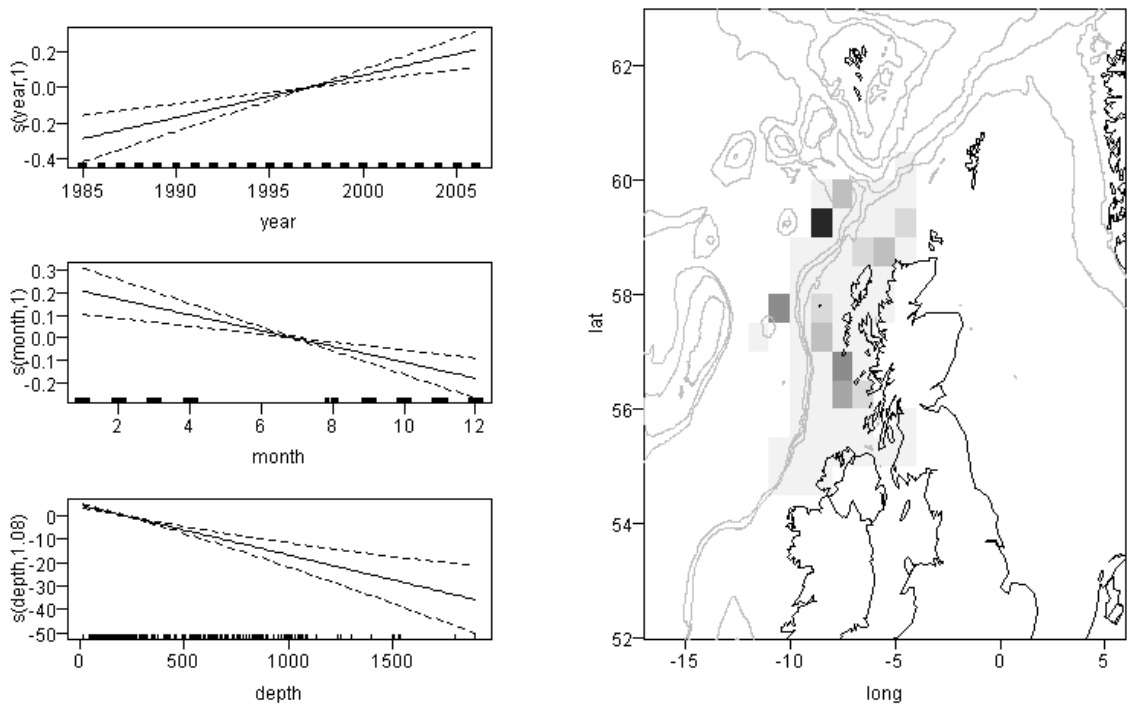 s(year,1)
0.2
0.0
-0.2
-0.4
1985 1990 1995 2000 2005
year
s(month,1)
0.3
0.2
0.1
0.0
-0.1
-0.2
2 4 6 8 10 12
month
s(depth,1.08)
0
-10
-20
-30
-40
-50
0 500 1000 1500
depth
lat
62
60
58
56
54
52
-15 -10 -5 0 5
long